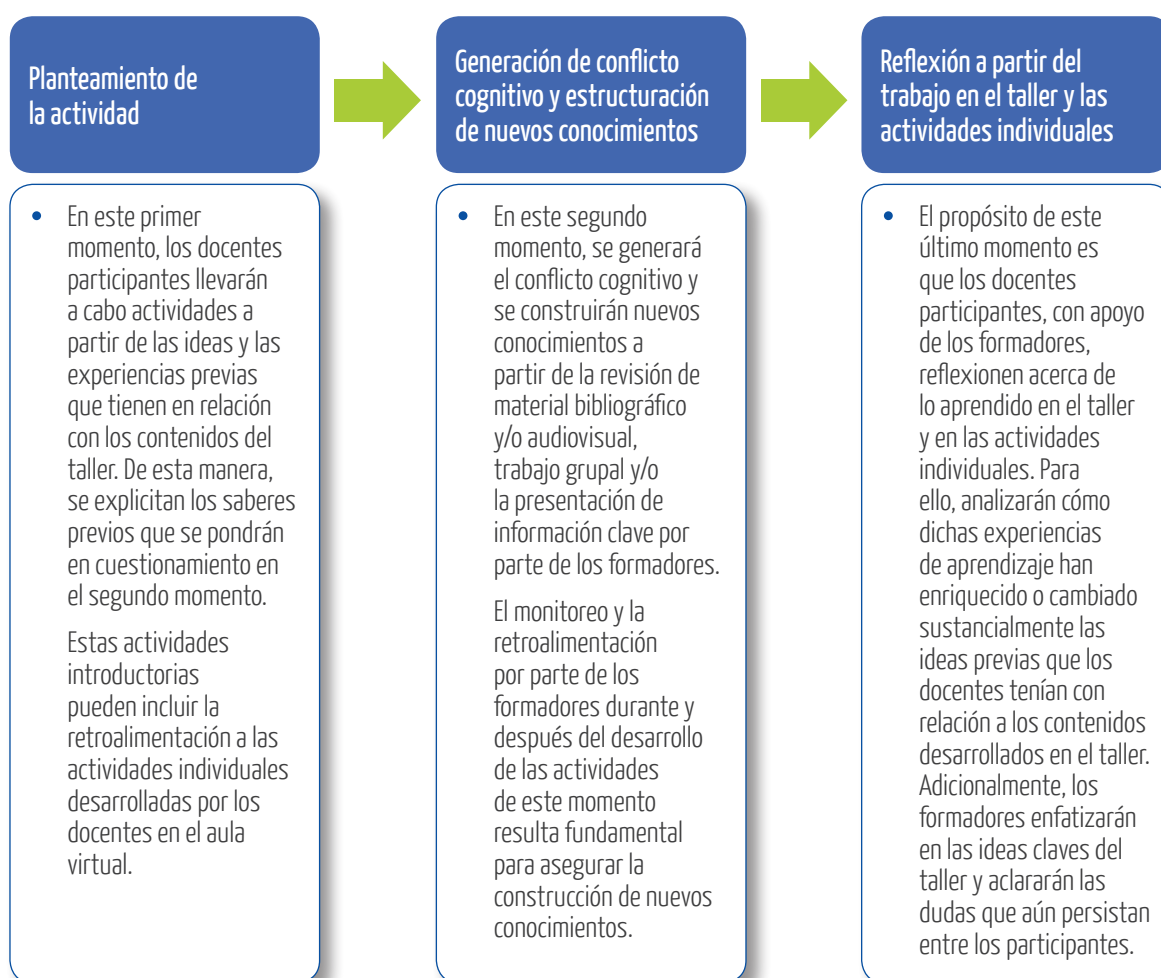 Planteamiento de
la actividad
• En este primer
momento, los docentes
participantes llevarán
a cabo actividades a
partir de las ideas y las
experiencias previas
que tienen en relación
con los contenidos del
taller. De esta manera,
se explicitan los saberes
previos que se pondrán
en cuestionamiento en
el segundo momento.
Estas actividades
introductorias
pueden incluir la
retroalimentación a las
actividades individuales
desarrolladas por los
docentes en el aula
virtual.
Generación de conflicto
cognitivo y estructuración
de nuevos conocimientos
• En este segundo
momento, se generará
el conflicto cognitivo y
se construirán nuevos
conocimientos a
partir de la revisión de
material bibliográfico
y/o audiovisual,
trabajo grupal y/o
la presentación de
información clave por
parte de los formadores.
El monitoreo y la
retroalimentación
por parte de los
formadores durante y
después del desarrollo
de las actividades
de este momento
resulta fundamental
para asegurar la
construcción de nuevos
conocimientos.
Reflexión a partir del
trabajo en el taller y las
actividades individuales
• El propósito de este
último momento es
que los docentes
participantes, con apoyo
de los formadores,
reflexionen acerca de
lo aprendido en el taller
y en las actividades
individuales. Para
ello, analizarán cómo
dichas experiencias
de aprendizaje han
enriquecido o cambiado
sustancialmente las
ideas previas que los
docentes tenían con
relación a los contenidos
desarrollados en el taller.
Adicionalmente, los
formadores enfatizarán
en las ideas claves del
taller y aclararán las
dudas que aún persistan
entre los participantes.